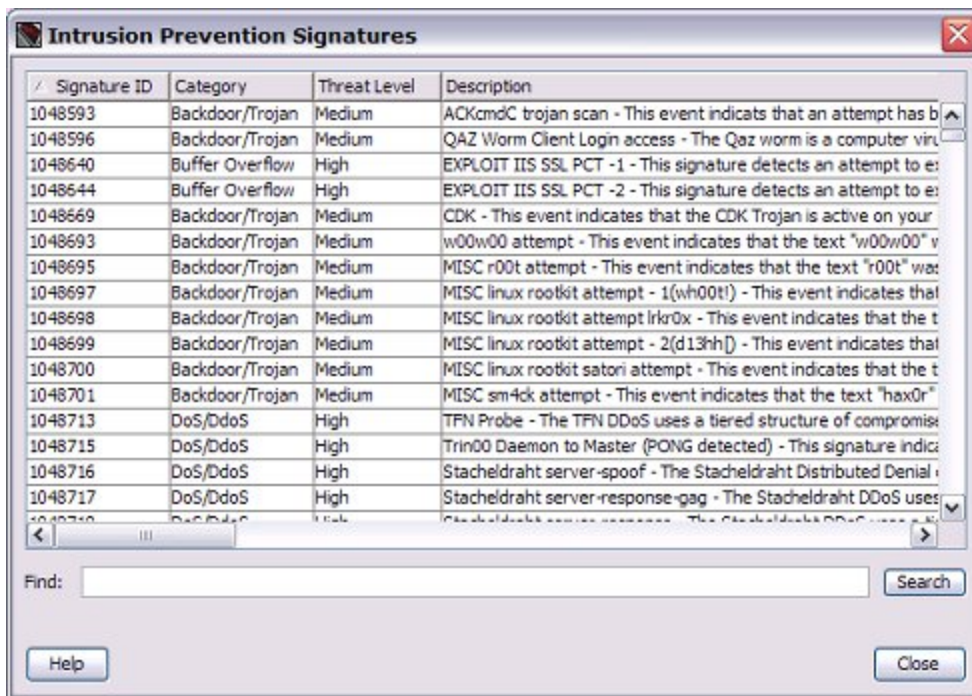 Intrusion Prevention Signatures
Signature ID Category Threat Level Description
1048593 Backdoor/Trojan Medium ACKcmdC trojan scan - This event indicats that an attempt has b
1048596 Backdoor/Trojan Medium QAZ Worm Client Login access - The Qaz worm is a computer viru
1048640 Buffer Overflow High EXPLOIT IIS SSL PCT -1 - This signature detects an attempt to ex
1048644 Buffer Overflow High EXPLOIT IIS SSL PCT -2 - This signature detects an attempt to ex
1048669 Backdoor/Trojan Medium CDK - This event indicates that the CDK Trojan is active on your
1048693 Backdoor/Trojan Medium w00w00 attempt - This event indicates that the text "w00w00" w
1048695 Backdoor/Trojan Medium MISC r00t attempt - This event indicates that the text "r00t" was
1048697 Backdoor/Trojan Medium MISC linux rootkit attempt - 1(wh00t!) - This event indicates that
1048698 Backdoor/Trojan Medium MISC linux rootkit attempt lrkr0x - This event indicates that the t
1048699 Backdoor/Trojan Medium MISC linux rootkit attempt - 2(d13hh[) - This event indicates that
1048700 Backdoor/Trojan Medium MISC linux rootkit satori attempt - This event indicates that the t
1048701 Backdoor/Trojan Medium MISC sm4ck attempt - This event indicates that the text "hax0r"
1048713 DoS/DdoS High TFN Probe - The TFN DDoS uses a tiered structure of compromise
1048715 DoS/DdoS High Trin00 Daemon to Master (PONG detected) - This signature indica
1048716 DoS/DdoS High Stacheldraht server-spoof - The Stacheldraht Distributed Denial
1048717 DoS/DdoS High Stacheldraht server-response-gag - The Stacheldraht DDoS uses
Find: Search
Help Close